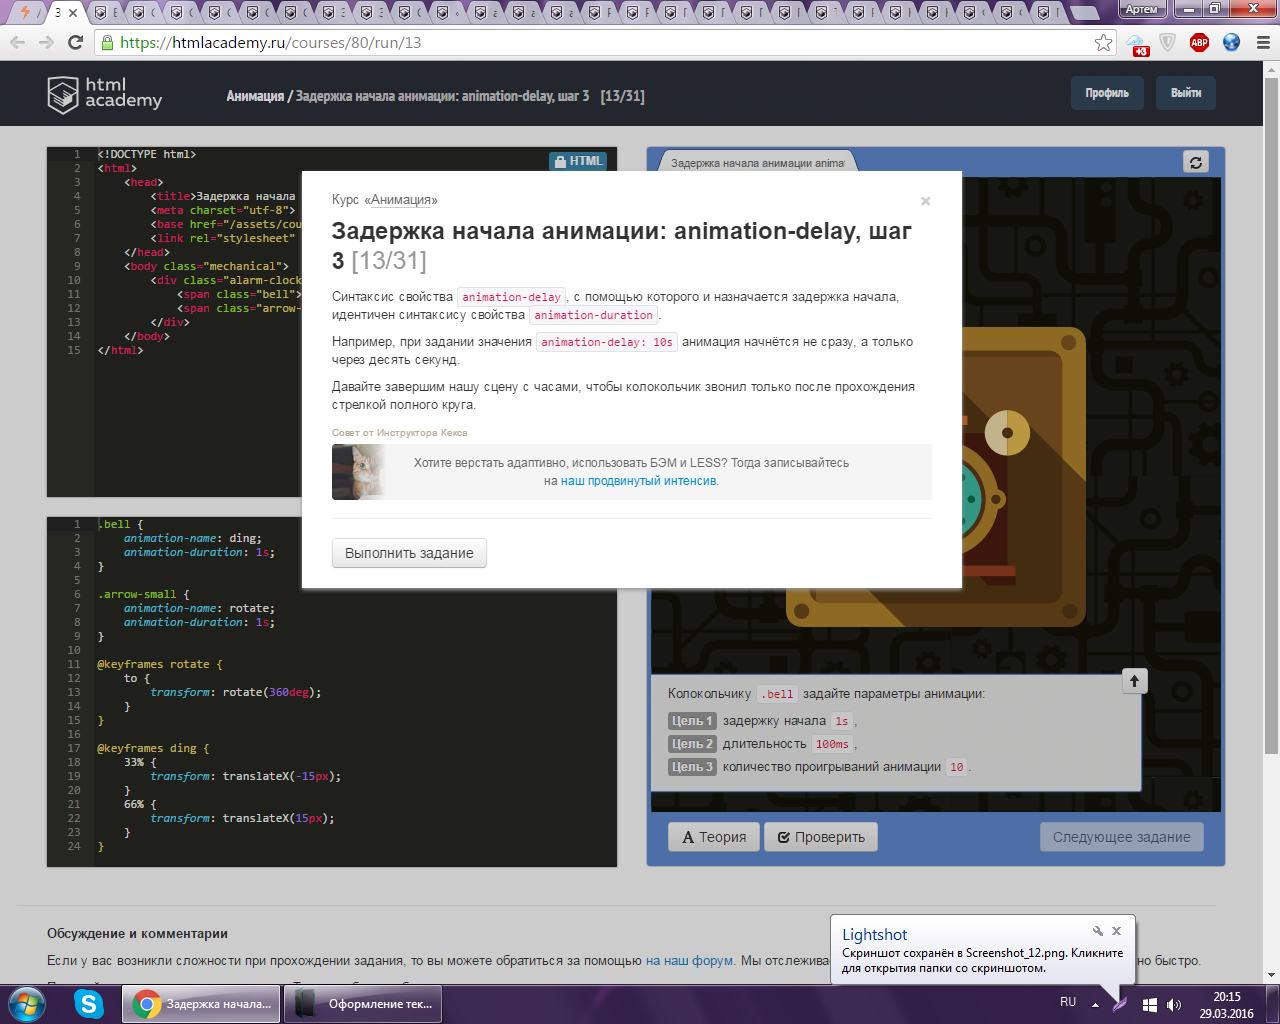 https://htmlacademy.ru/courses/80/run/13
Артем
+3
ABP
html
academy
Анимация / Задержка начала анимации: animation-delay, шаг 3 [13/31]
Профиль
Выйти
1 <!DOCTYPE html>
2 <html>
3 <head>
4 <title>Задержка начала
5 <meta charset="utf-8">
6 <base href="/assets/cou
7 <link rel="stylesheet"
8 </head>
9 <body class="mechanical">
10 <div class="alarm-clock
11 <span class="bell">
12 <span class="arrow-
13 </div>
14 </body>
15 </html>
HTML
Задержка начала анимации anima
Курс «Анимация»
×
Задержка начала анимации: animation-delay, шаг
3 [13/31]
Синтаксис свойства animation-delay, с помощью которого и назначается задержка начала,
идентичен синтаксису свойства animation-duration.
Например, при задании значения animation-delay: 10s анимация начнётся не сразу, а только
через десять секунд.
Давайте завершим нашу сцену с часами, чтобы колокольчик звонил только после прохождения
стрелкой полного круга.
Совет от Инструктора Кекса
Хотите верстать адаптивно, использовать БЭМ и LESS? Тогда записывайтесь
на наш продвинутый интенсив.
Выполнить задание
1 .bell {
2 animation-name: ding;
3 animation-duration: 1s;
4 }
5
6 .arrow-small {
7 animation-name: rotate;
8 animation-duration: 1s;
9 }
10
11 @keyframes rotate {
12 to {
13 transform: rotate(360deg);
14 }
15 }
16
17 @keyframes ding {
18 33% {
19 transform: translateX(-15px);
20 }
21 66% {
22 transform: translateX(15px);
23 }
24 }
Колокольчику .bell задайте параметры анимации:
Цель 1 задержку начала 1s,
Цель 2 длительность 100ms,
Цель 3 количество проигрываний анимации 10.
Теория
Проверить
Следующее задание
Обсуждение и комментарии
Если у вас возникли сложности при прохождении задания, то вы можете обратиться за помощью на наш форум. Мы отслежива
но быстро.
Lightshot
Скриншот сохранён в Screenshot_12.png. Кликните
для открытия папки со скриншотом.
Задержка начала...
Оформление тек...
RU
20:15
29.03.2016